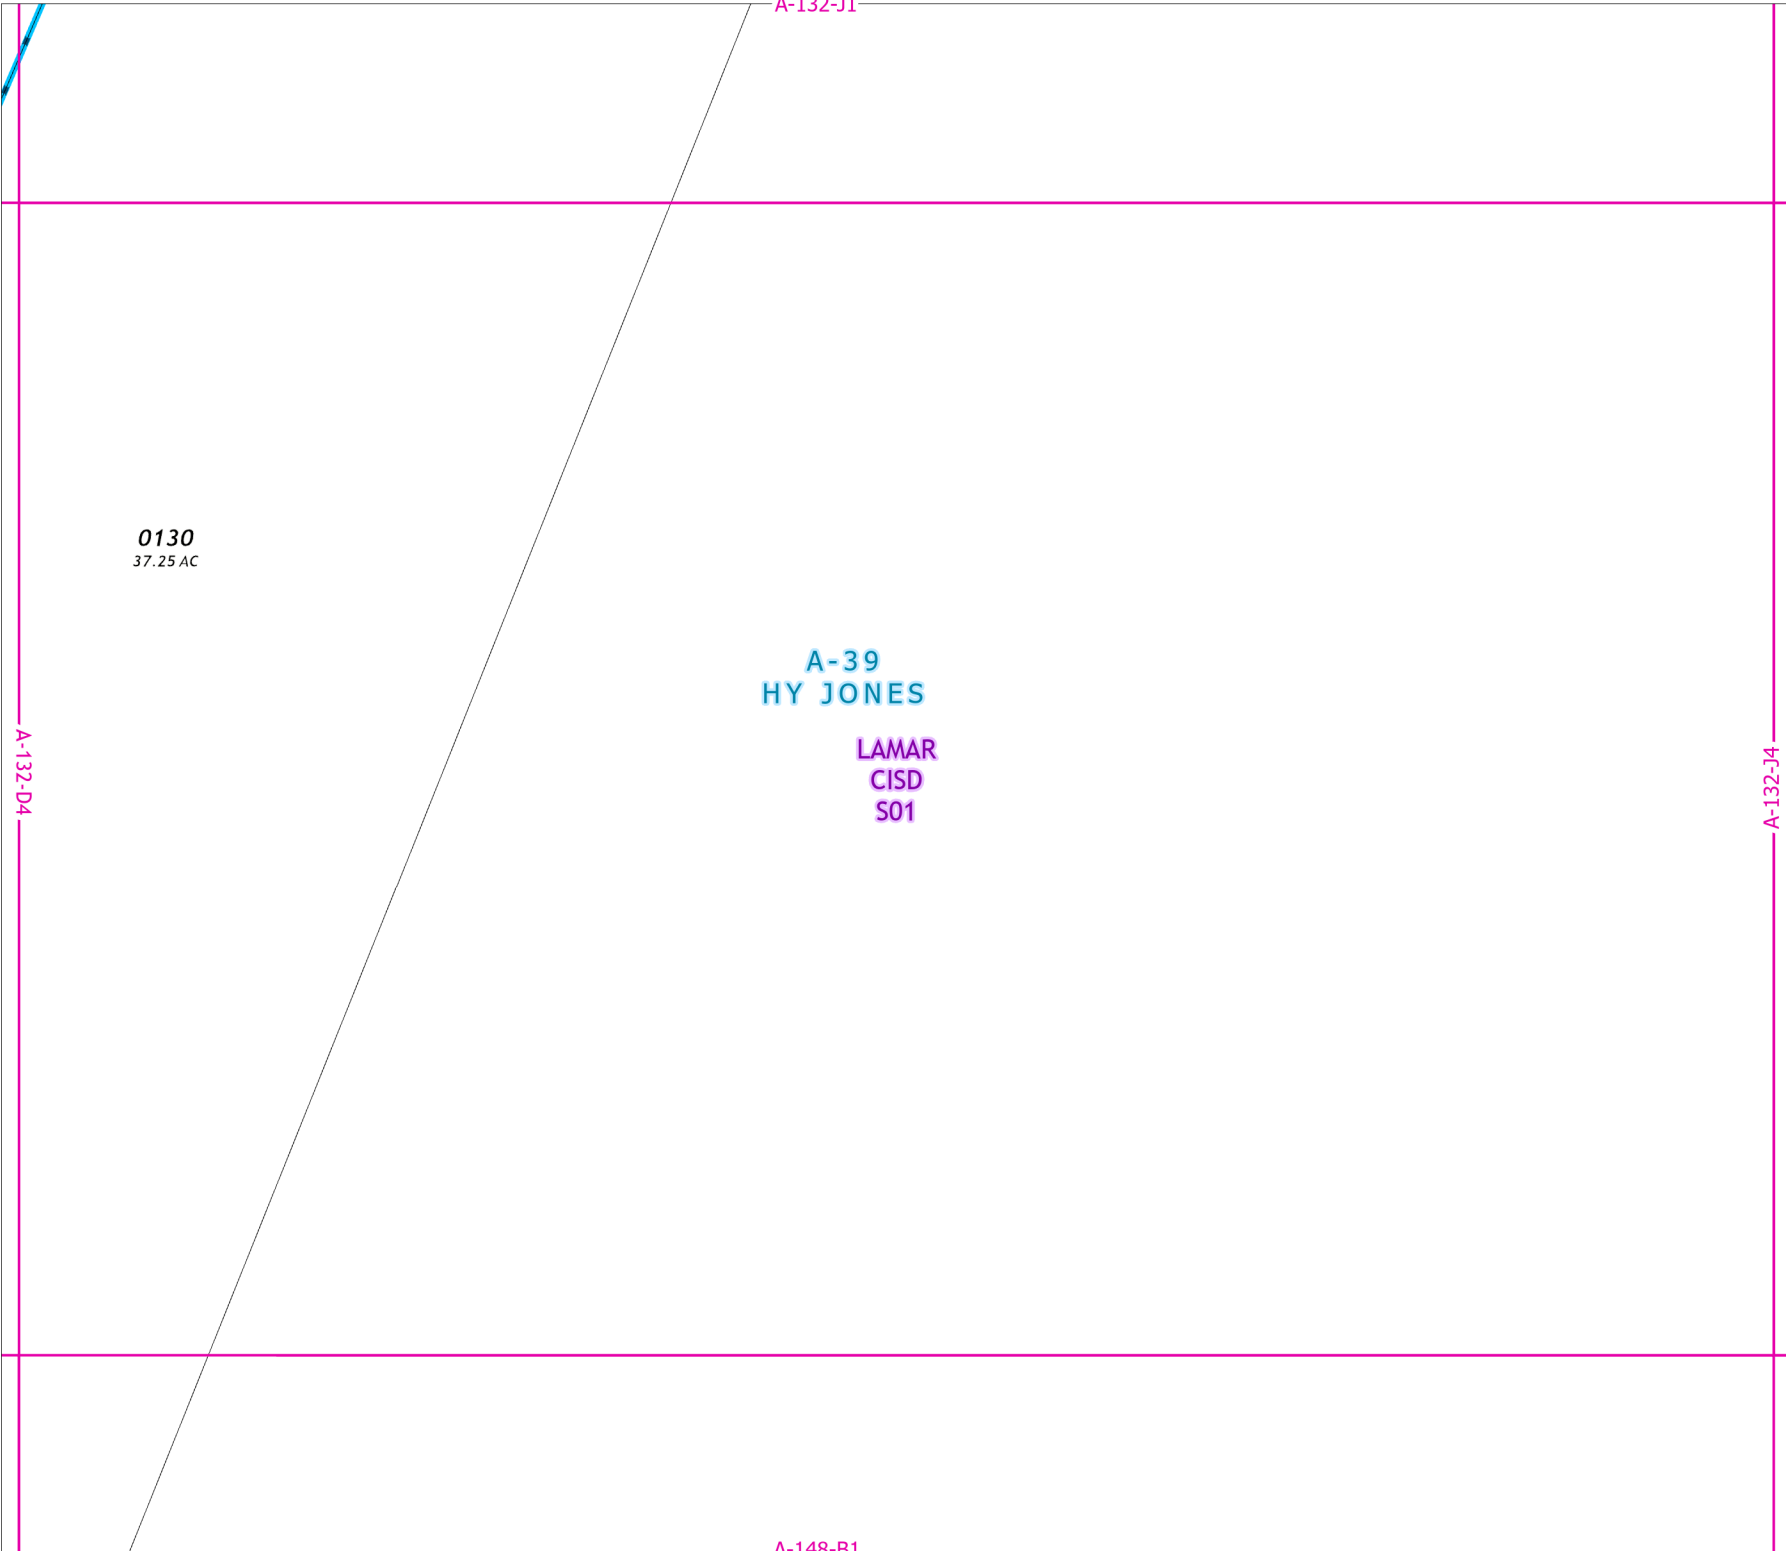 A-132-J1
0130
37.25 AC
A-39
HY JONES
LAMAR
CISD
S01
A-132-D4
A-132-J4
A-148-B1